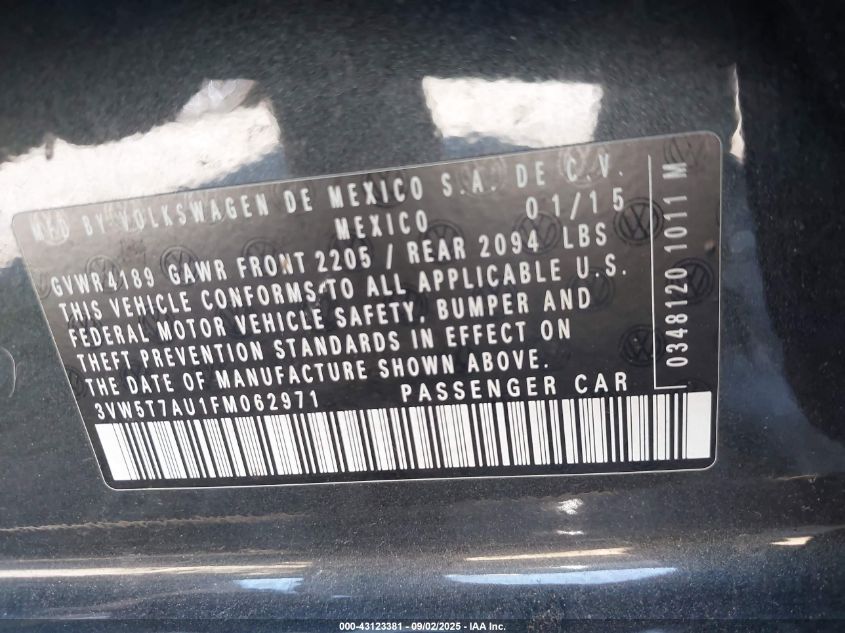 MFD BY VOLKSWAGEN DE MEXICO S.A. DE C.V.
MEXICO 01/15
GVWR4189 GAWR FRONT 2205 / REAR 2094 LBS
THIS VEHICLE CONFORMS TO ALL APPLICABLE U.S.
FEDERAL MOTOR VEHICLE SAFETY, BUMPER AND
THEFT PREVENTION STANDARDS IN EFFECT ON
THE DATE OF MANUFACTURE SHOWN ABOVE.
3VW5T7AU1FM062971 PASSENGER CAR
0348120 1011 M
000-43123381 - 09/02/2025 - IAA Inc.